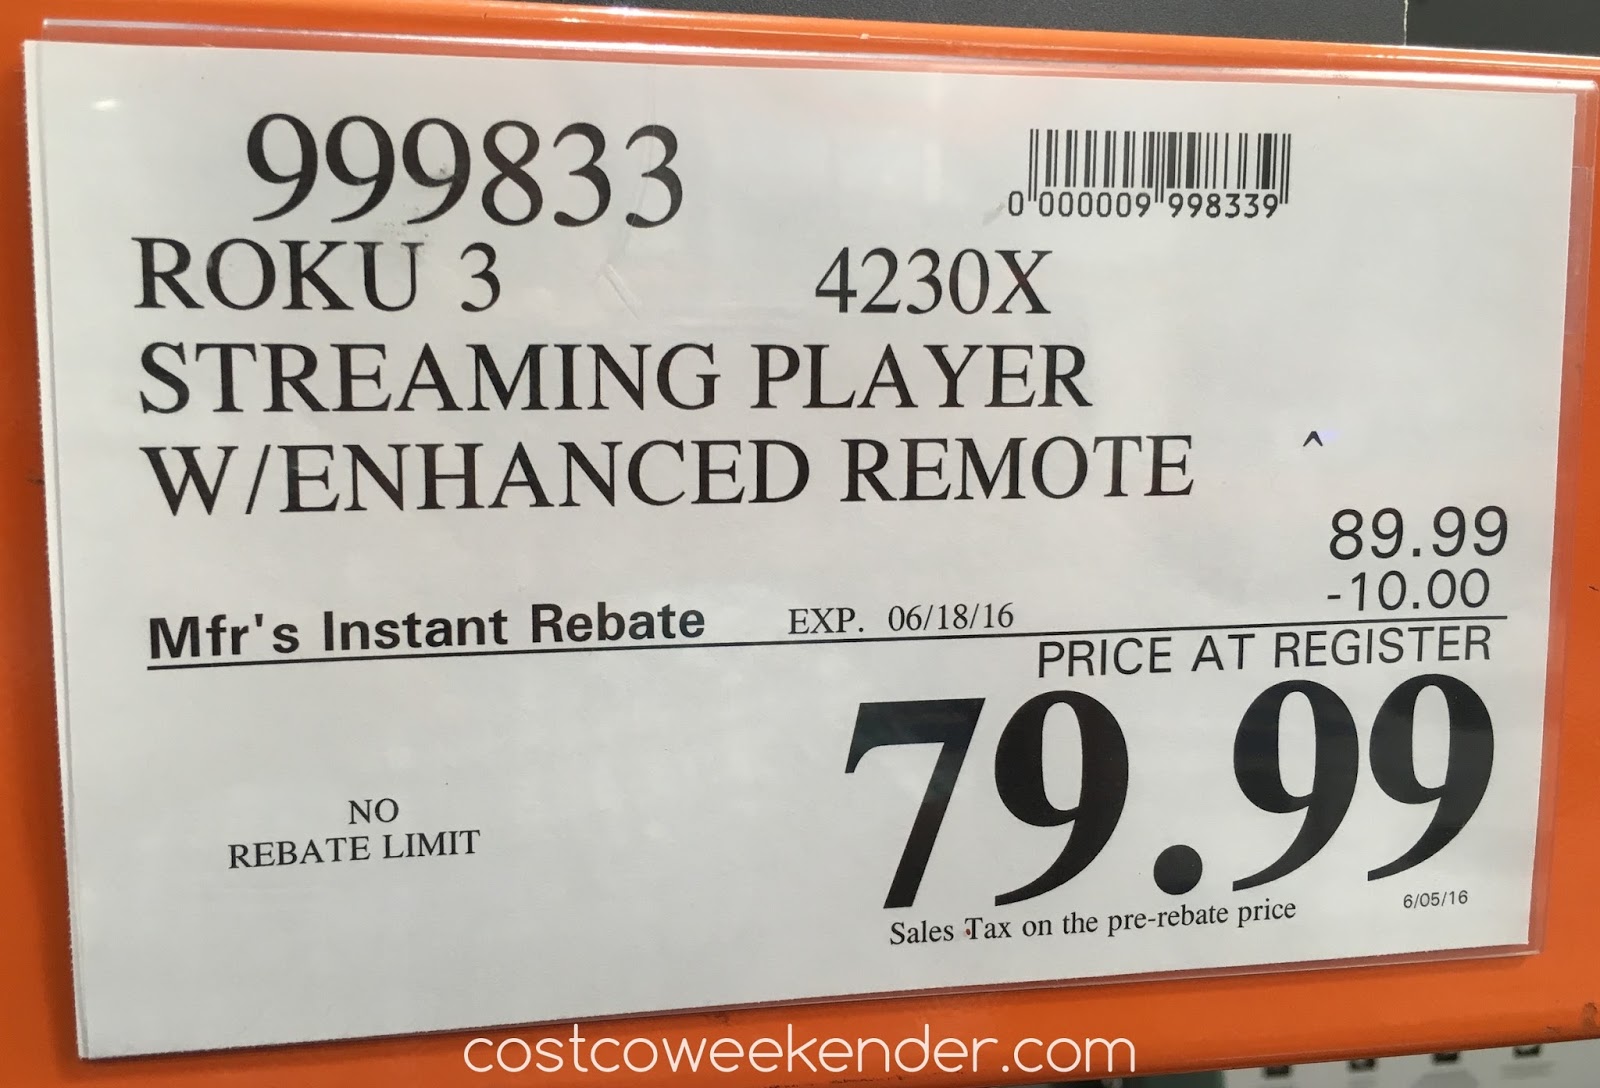 999833
0 000009 998339
ROKU 3 4230X
STREAMING PLAYER
W/ENHANCED REMOTE ^
89.99
-10.00
Mfr's Instant Rebate EXP. 06/18/16
PRICE AT REGISTER
79.99
NO
REBATE LIMIT
Sales Tax on the pre-rebate price
6/05/16
costcoweekender.com